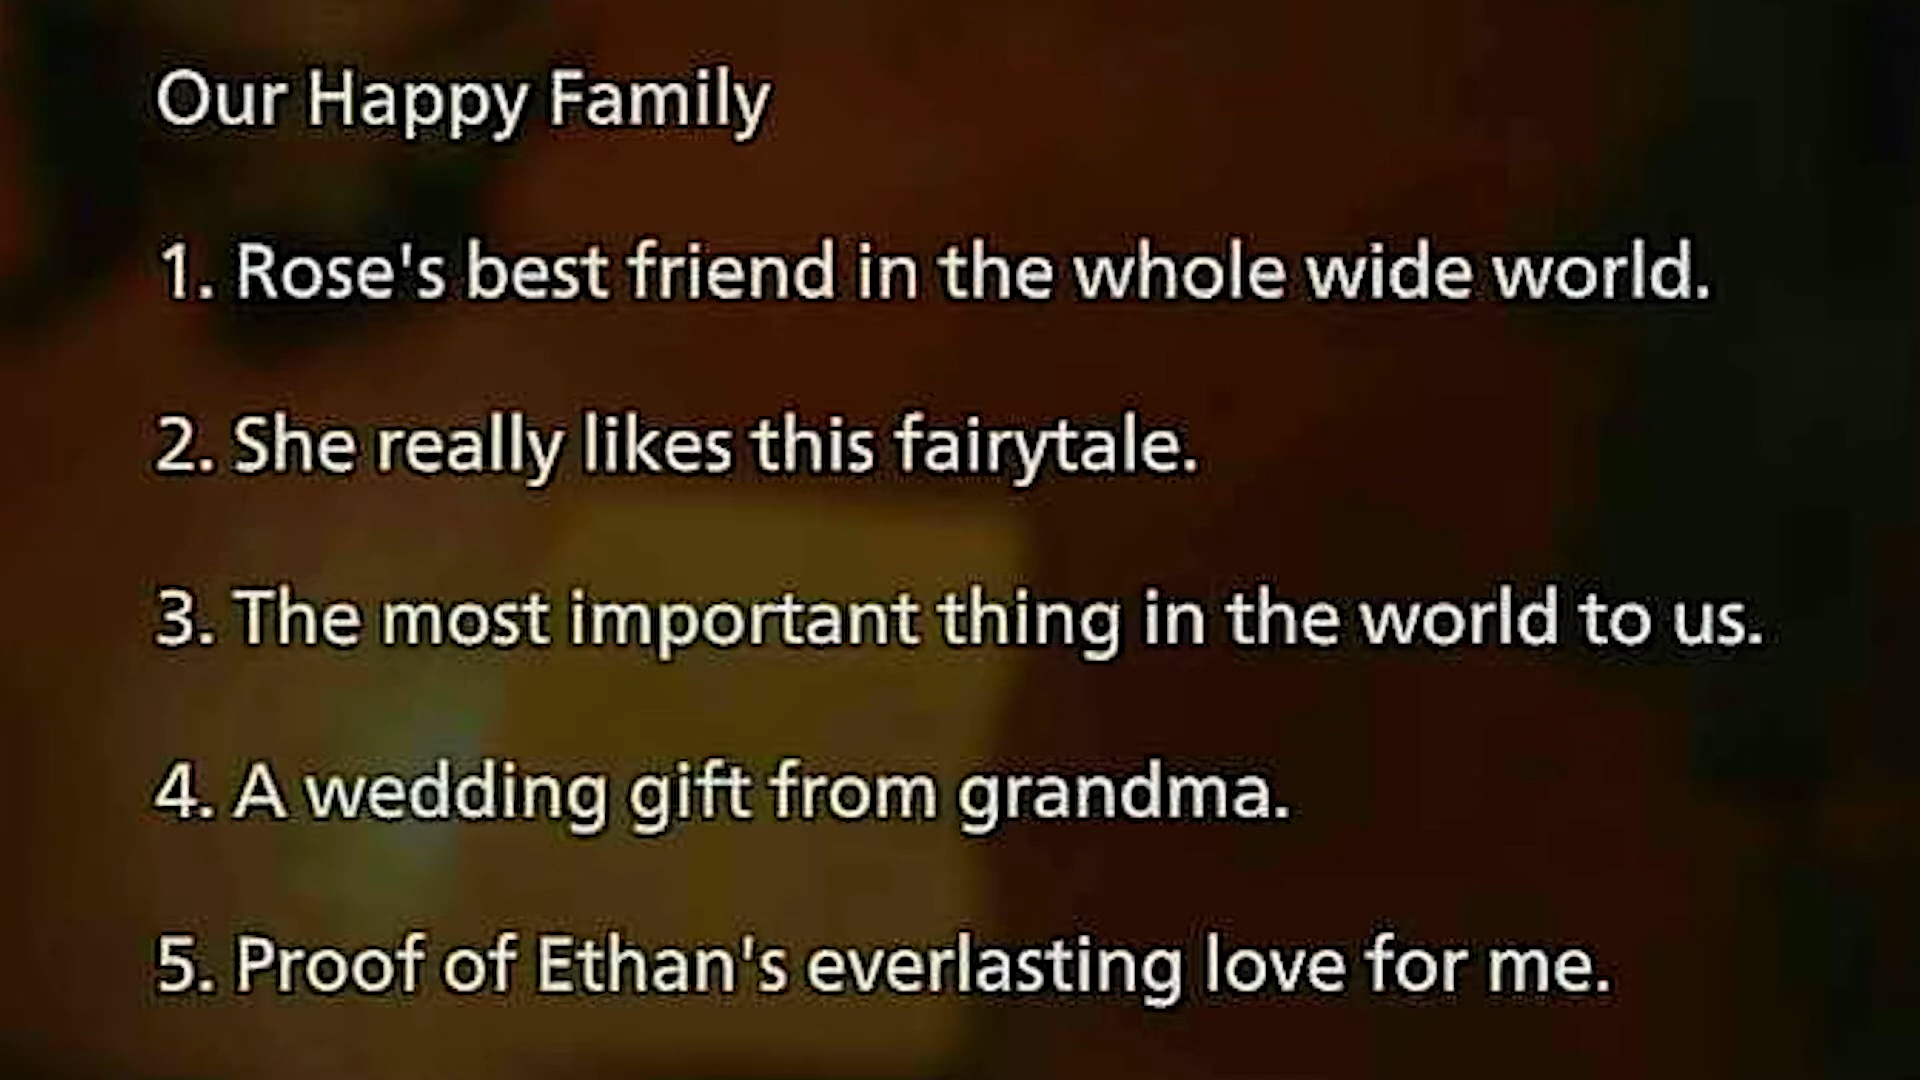 Our Happy Family
1. Rose's best friend in the whole wide world.
2. She really likes this fairytale.
3. The most important thing in the world to us.
4. A wedding gift from grandma.
5. Proof of Ethan's everlasting love for me.